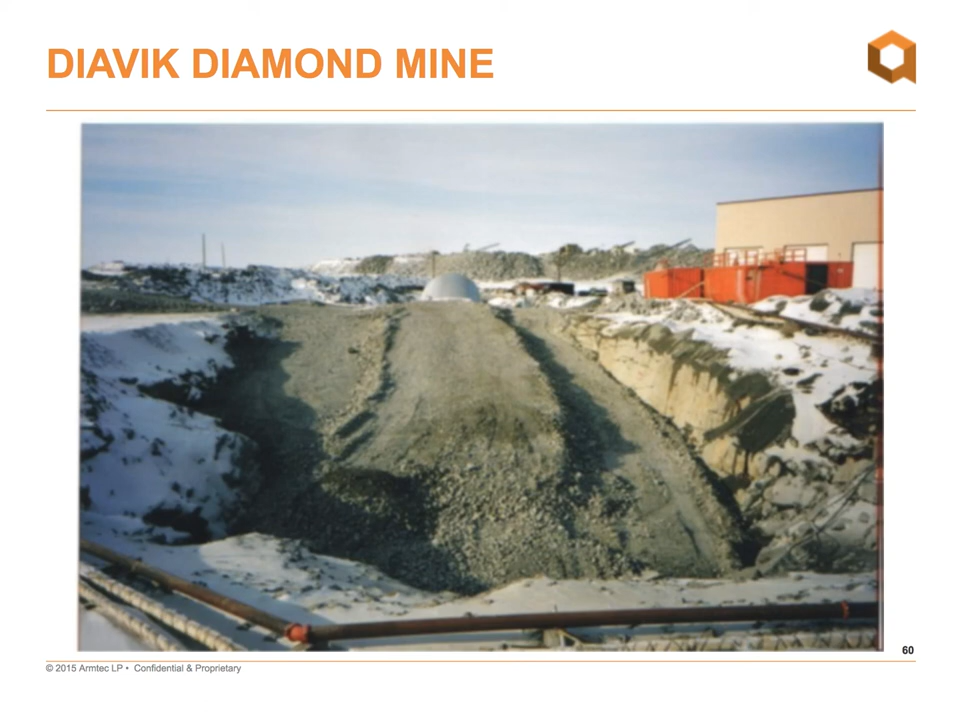 DIAVIK DIAMOND MINE
60
© 2015 Armtec LP • Confidential & Proprietary